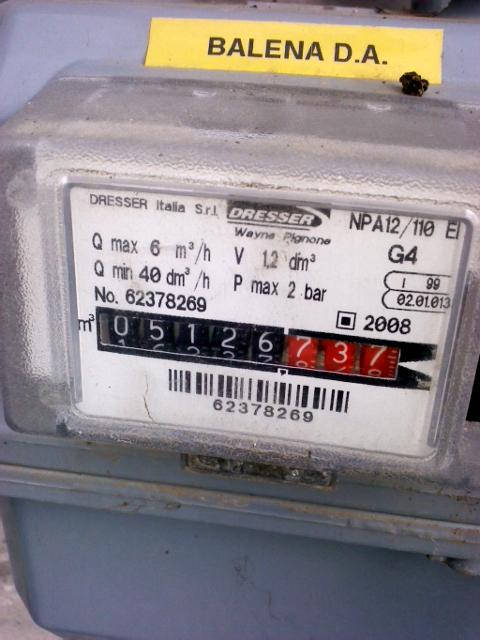 BALENA D.A.
DRESSER Italia S.r.l. DRESSER NPA12/110 El
Wayne Pignone
Q max 6 m³/h V 1,2 dm³ G4
Q min 40 dm³/h P max 2 bar I 99
No. 62378269 02.01.013
2008
m³ 05126737
62378269